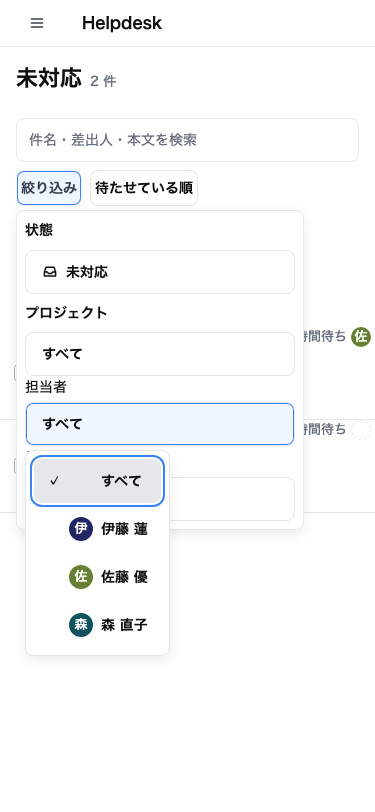 Helpdesk
未対応 2 件
件名・差出人・本文を検索
絞り込み 待たせている順
状態
未対応
プロジェクト
すべて
時間待ち 佐
担当者
すべて
時間待ち
✓ すべて
伊 伊藤 蓮
佐 佐藤 優
森 森 直子